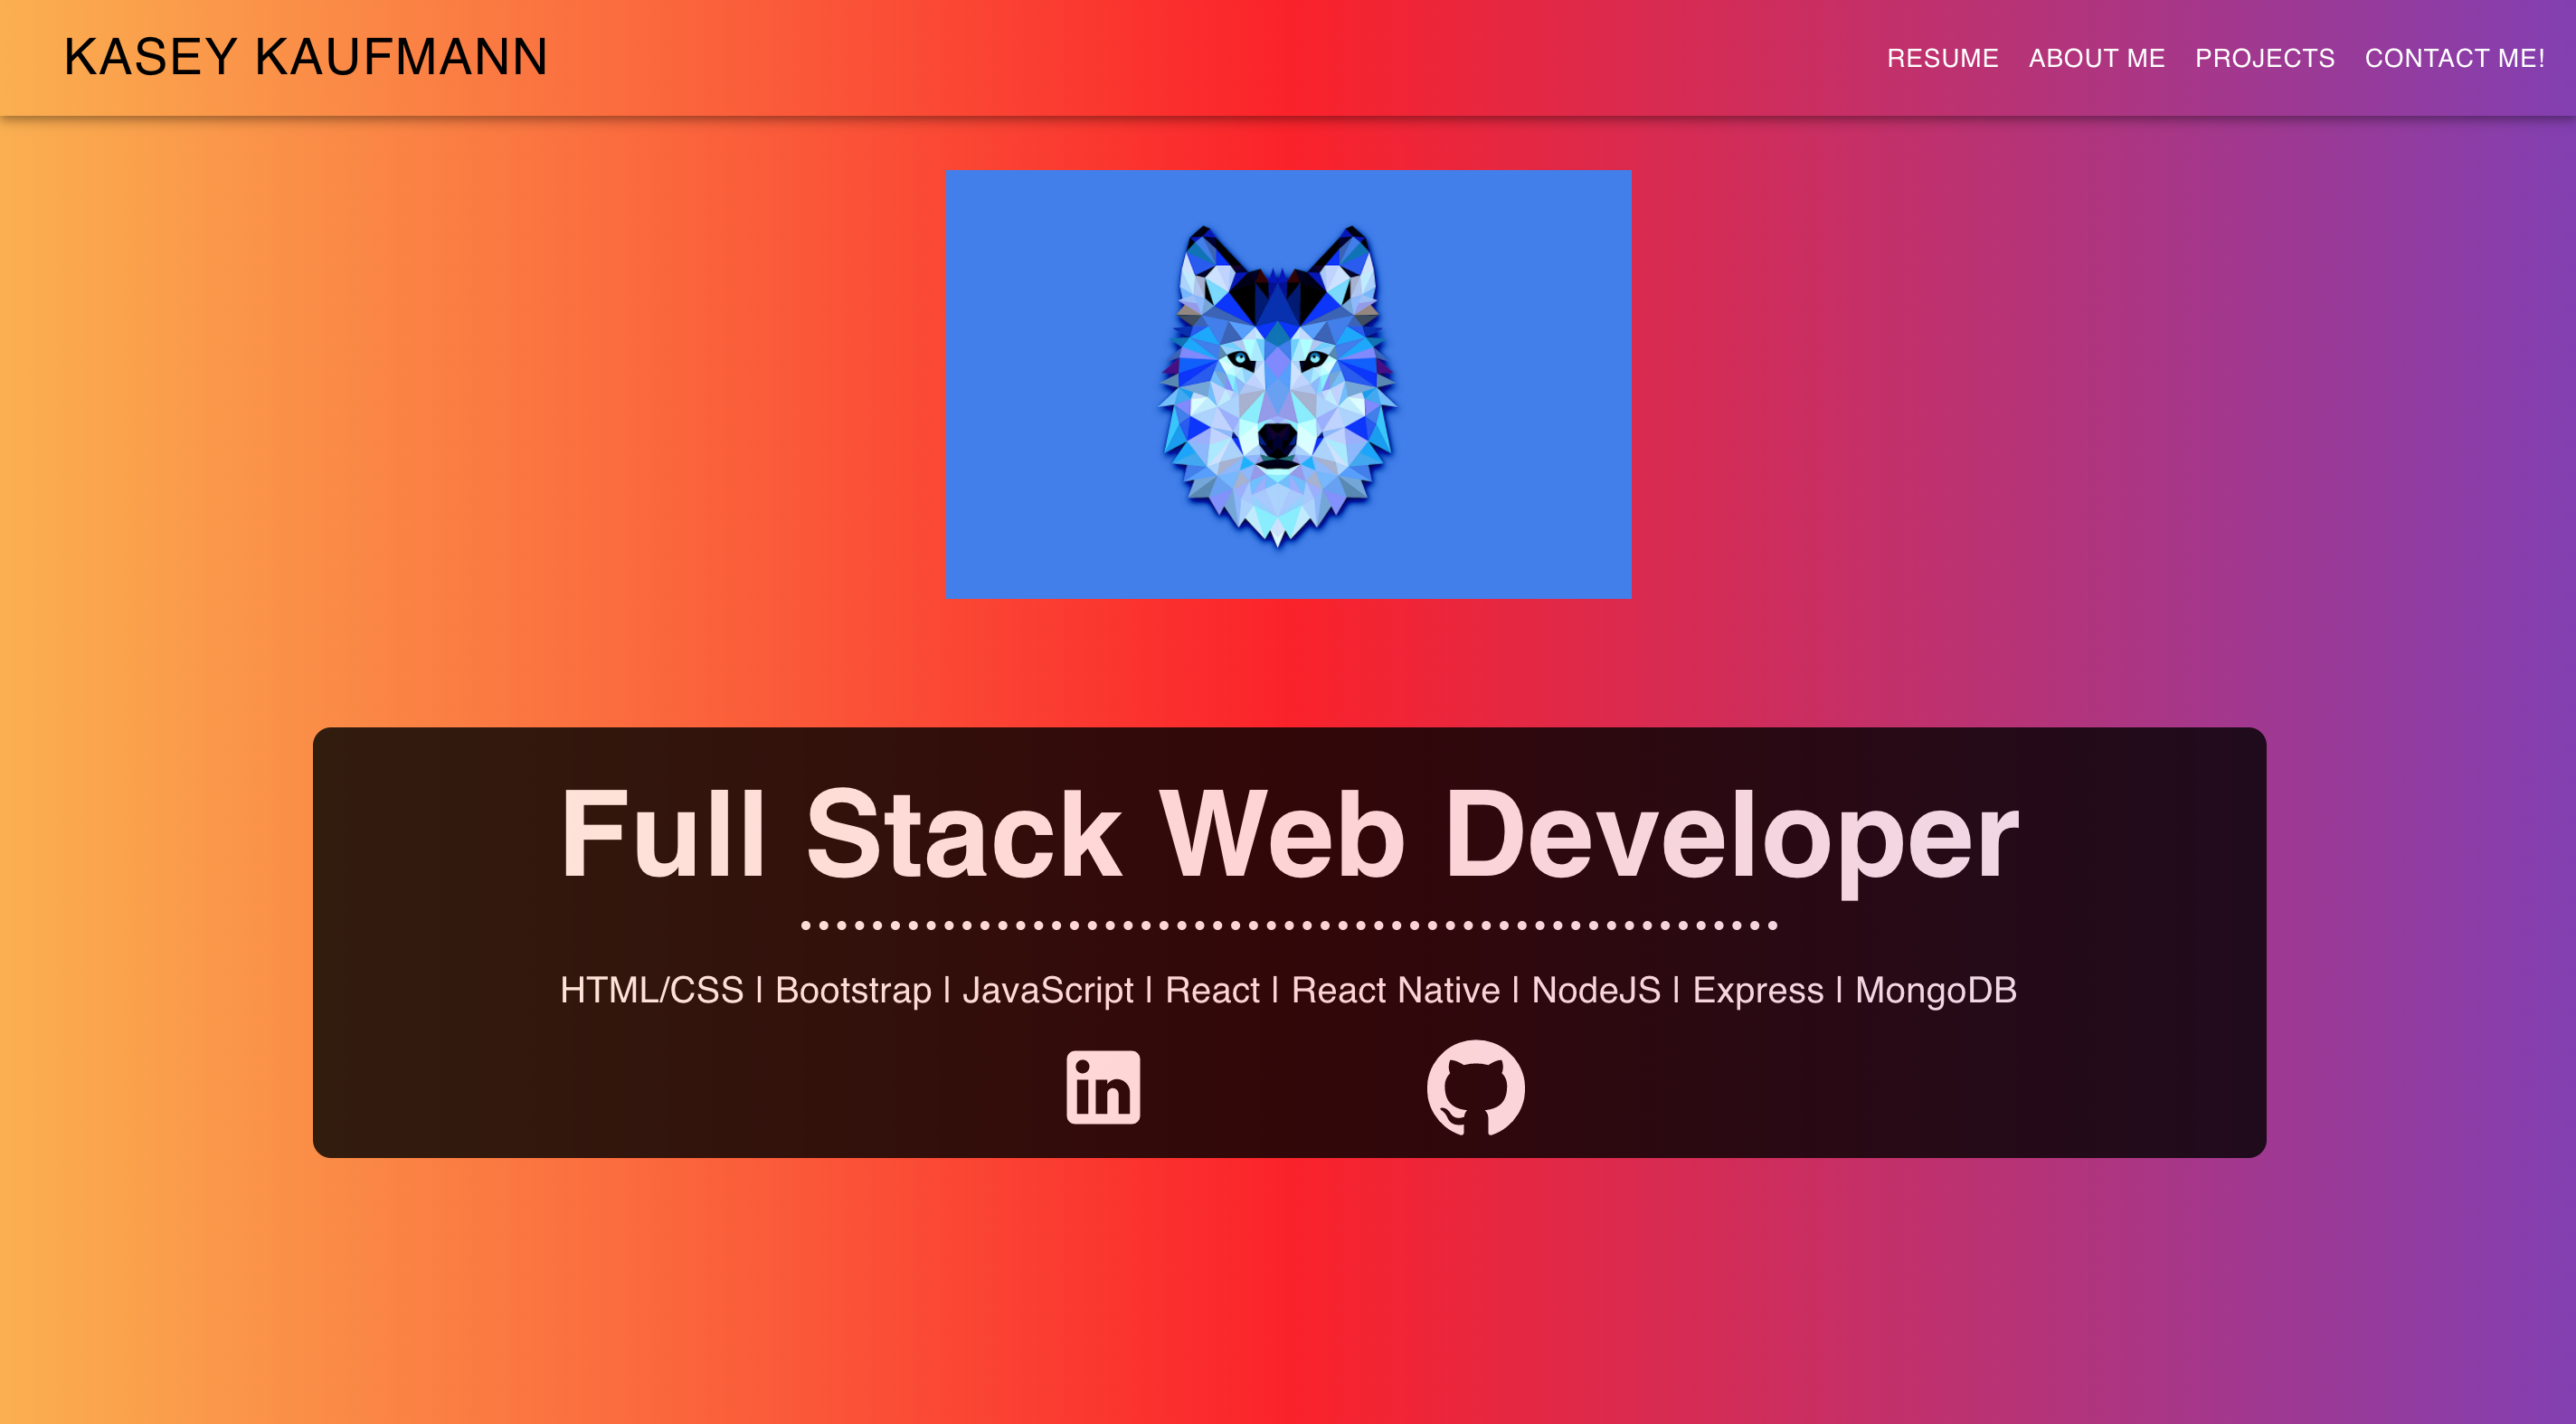 KASEY KAUFMANN
RESUME ABOUT ME PROJECTS CONTACT ME!
Full Stack Web Developer
HTML/CSS | Bootstrap | JavaScript | React | React Native | NodeJS | Express | MongoDB
in